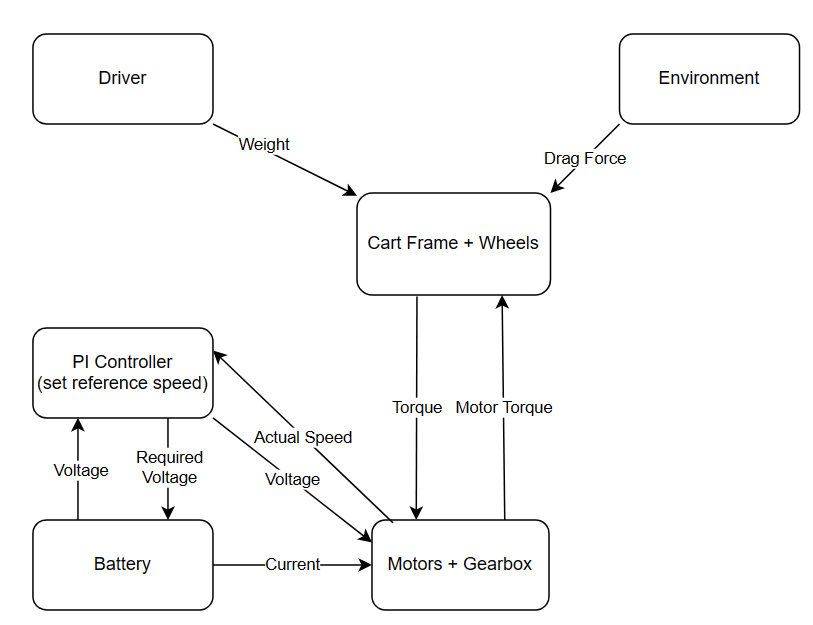 Driver
Environment
Weight
Drag Force
Cart Frame + Wheels
PI Controller
(set reference speed)
Torque
Motor Torque
Actual Speed
Voltage
Required
Voltage
Voltage
Battery
Current
Motors + Gearbox